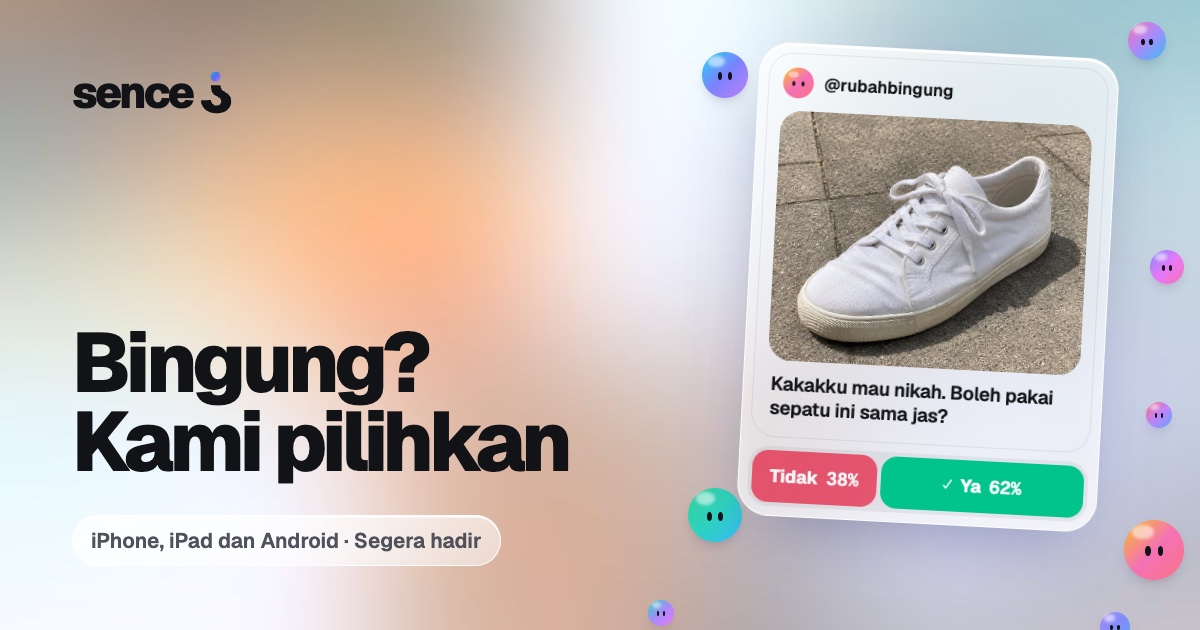 sence
Bingung?
Kami pilihkan
iPhone, iPad dan Android · Segera hadir
@rubahbingung
Kakakku mau nikah. Boleh pakai
sepatu ini sama jas?
Tidak 38%
✓ Ya 62%